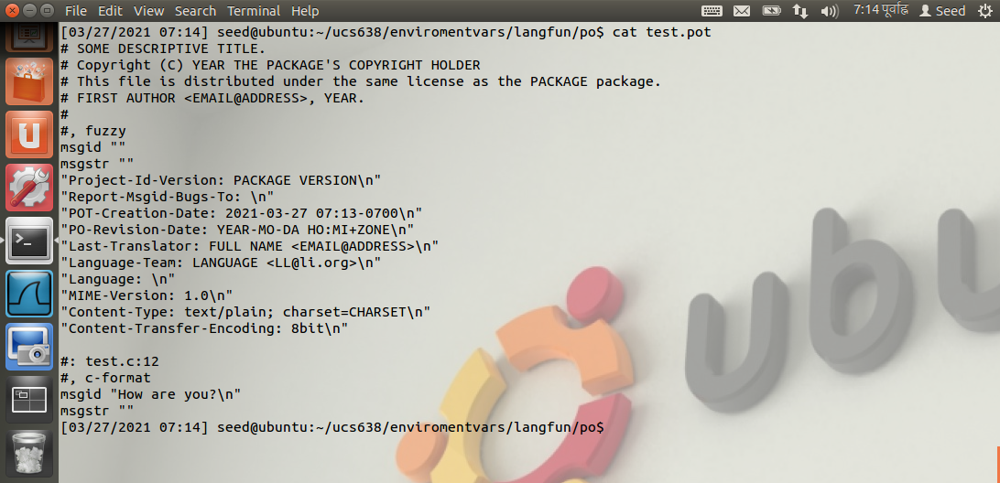 File Edit View Search Terminal Help 7:14 पूर्वाह्न Seed
[03/27/2021 07:14] seed@ubuntu:~/ucs638/enviromentvars/langfun/po$ cat test.pot
# SOME DESCRIPTIVE TITLE.
# Copyright (C) YEAR THE PACKAGE'S COPYRIGHT HOLDER
# This file is distributed under the same license as the PACKAGE package.
# FIRST AUTHOR <EMAIL@ADDRESS>, YEAR.
#
#, fuzzy
msgid ""
msgstr ""
"Project-Id-Version: PACKAGE VERSION\n"
"Report-Msgid-Bugs-To: \n"
"POT-Creation-Date: 2021-03-27 07:13-0700\n"
"PO-Revision-Date: YEAR-MO-DA HO:MI+ZONE\n"
"Last-Translator: FULL NAME <EMAIL@ADDRESS>\n"
"Language-Team: LANGUAGE <LL@li.org>\n"
"Language: \n"
"MIME-Version: 1.0\n"
"Content-Type: text/plain; charset=CHARSET\n"
"Content-Transfer-Encoding: 8bit\n"

#: test.c:12
#, c-format
msgid "How are you?\n"
msgstr ""
[03/27/2021 07:14] seed@ubuntu:~/ucs638/enviromentvars/langfun/po$
ubu